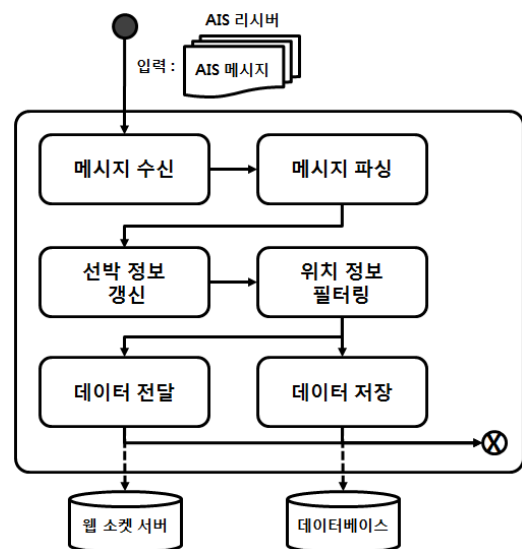 AIS 리시버
입력 :
AIS 메시지
메시지 수신
메시지 파싱
선박 정보
갱신
위치 정보
필터링
데이터 전달
데이터 저장
X
웹 소켓 서버
데이터베이스